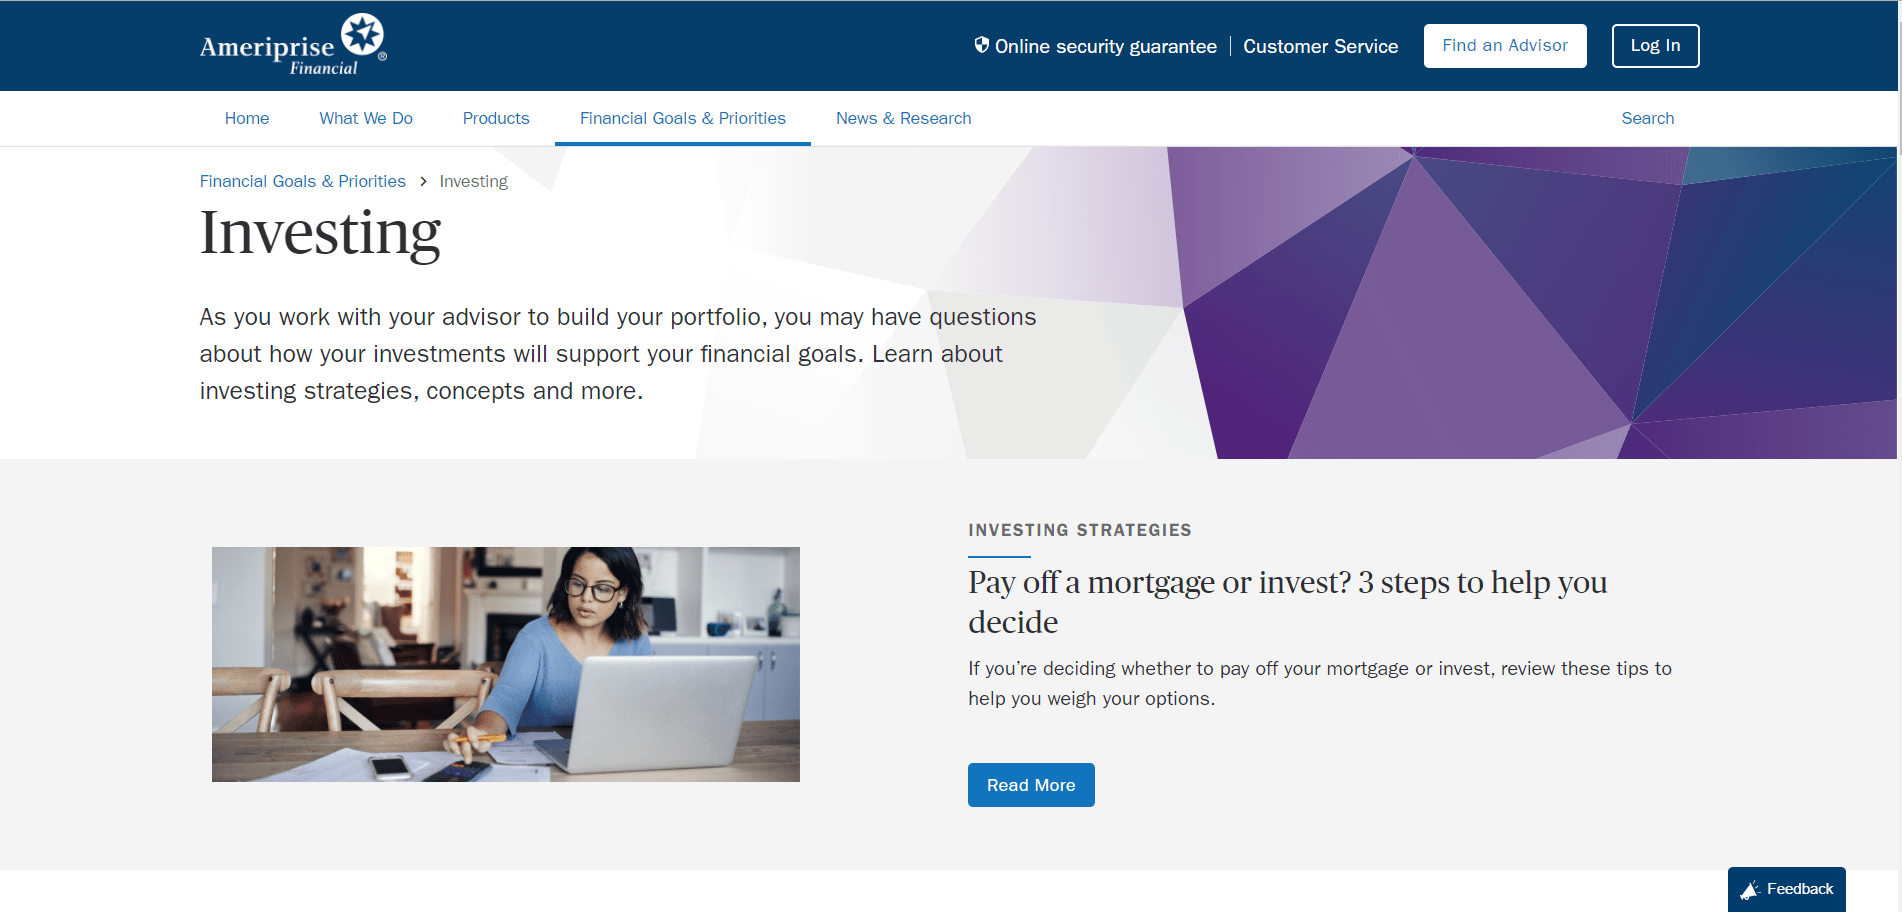 Ameriprise
Financial
®
Online security guarantee
Customer Service
Find an Advisor
Log In
Home
What We Do
Products
Financial Goals & Priorities
News & Research
Search
Financial Goals & Priorities > Investing
Investing
As you work with your advisor to build your portfolio, you may have questions
about how your investments will support your financial goals. Learn about
investing strategies, concepts and more.
INVESTING STRATEGIES
Pay off a mortgage or invest? 3 steps to help you
decide
If you’re deciding whether to pay off your mortgage or invest, review these tips to
help you weigh your options.
Read More
Feedback